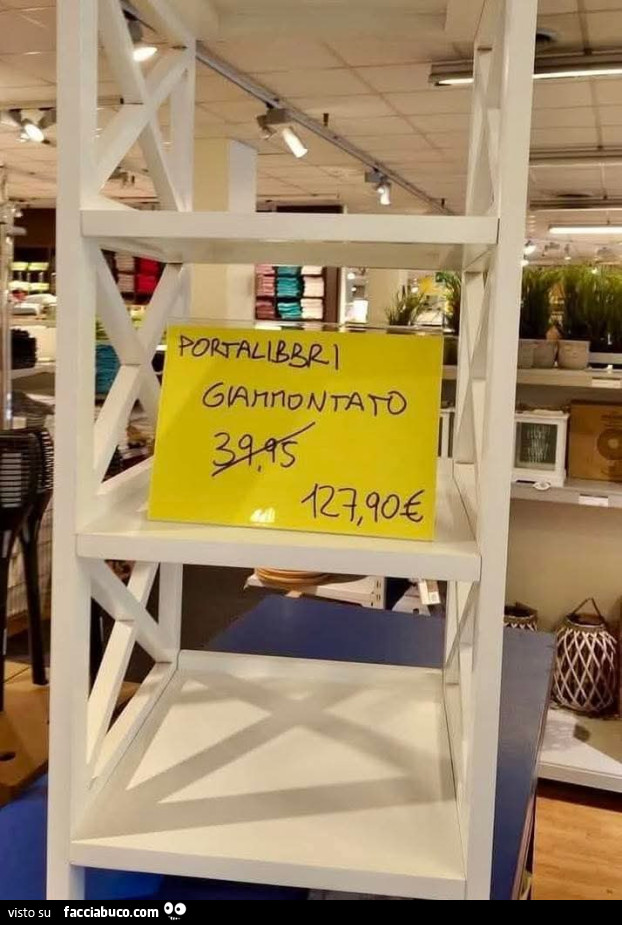 PORTALIBBRI
GIAMMONTATO
39,95
127,90€
visto su facciabuco.com